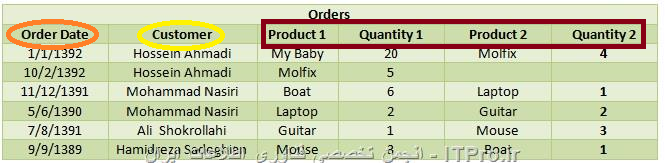 Orders
Order Date Customer Product 1 Quantity 1 Product 2 Quantity 2
1/1/1392 Hossein Ahmadi My Baby 20 Molfix 4
10/2/1392 Hossein Ahmadi Molfix 5
11/12/1391 Mohammad Nasiri Boat 6 Laptop 1
5/6/1390 Mohammad Nasiri Laptop 2 Guitar 2
7/8/1391 Ali Shokrollahi Guitar 1 Mouse 3
9/9/1389 Hamidreza Sadeghien Mouse 3 Boat 1
انجمن تخصصی فناوری اطلاعات ایران - ITPro.ir